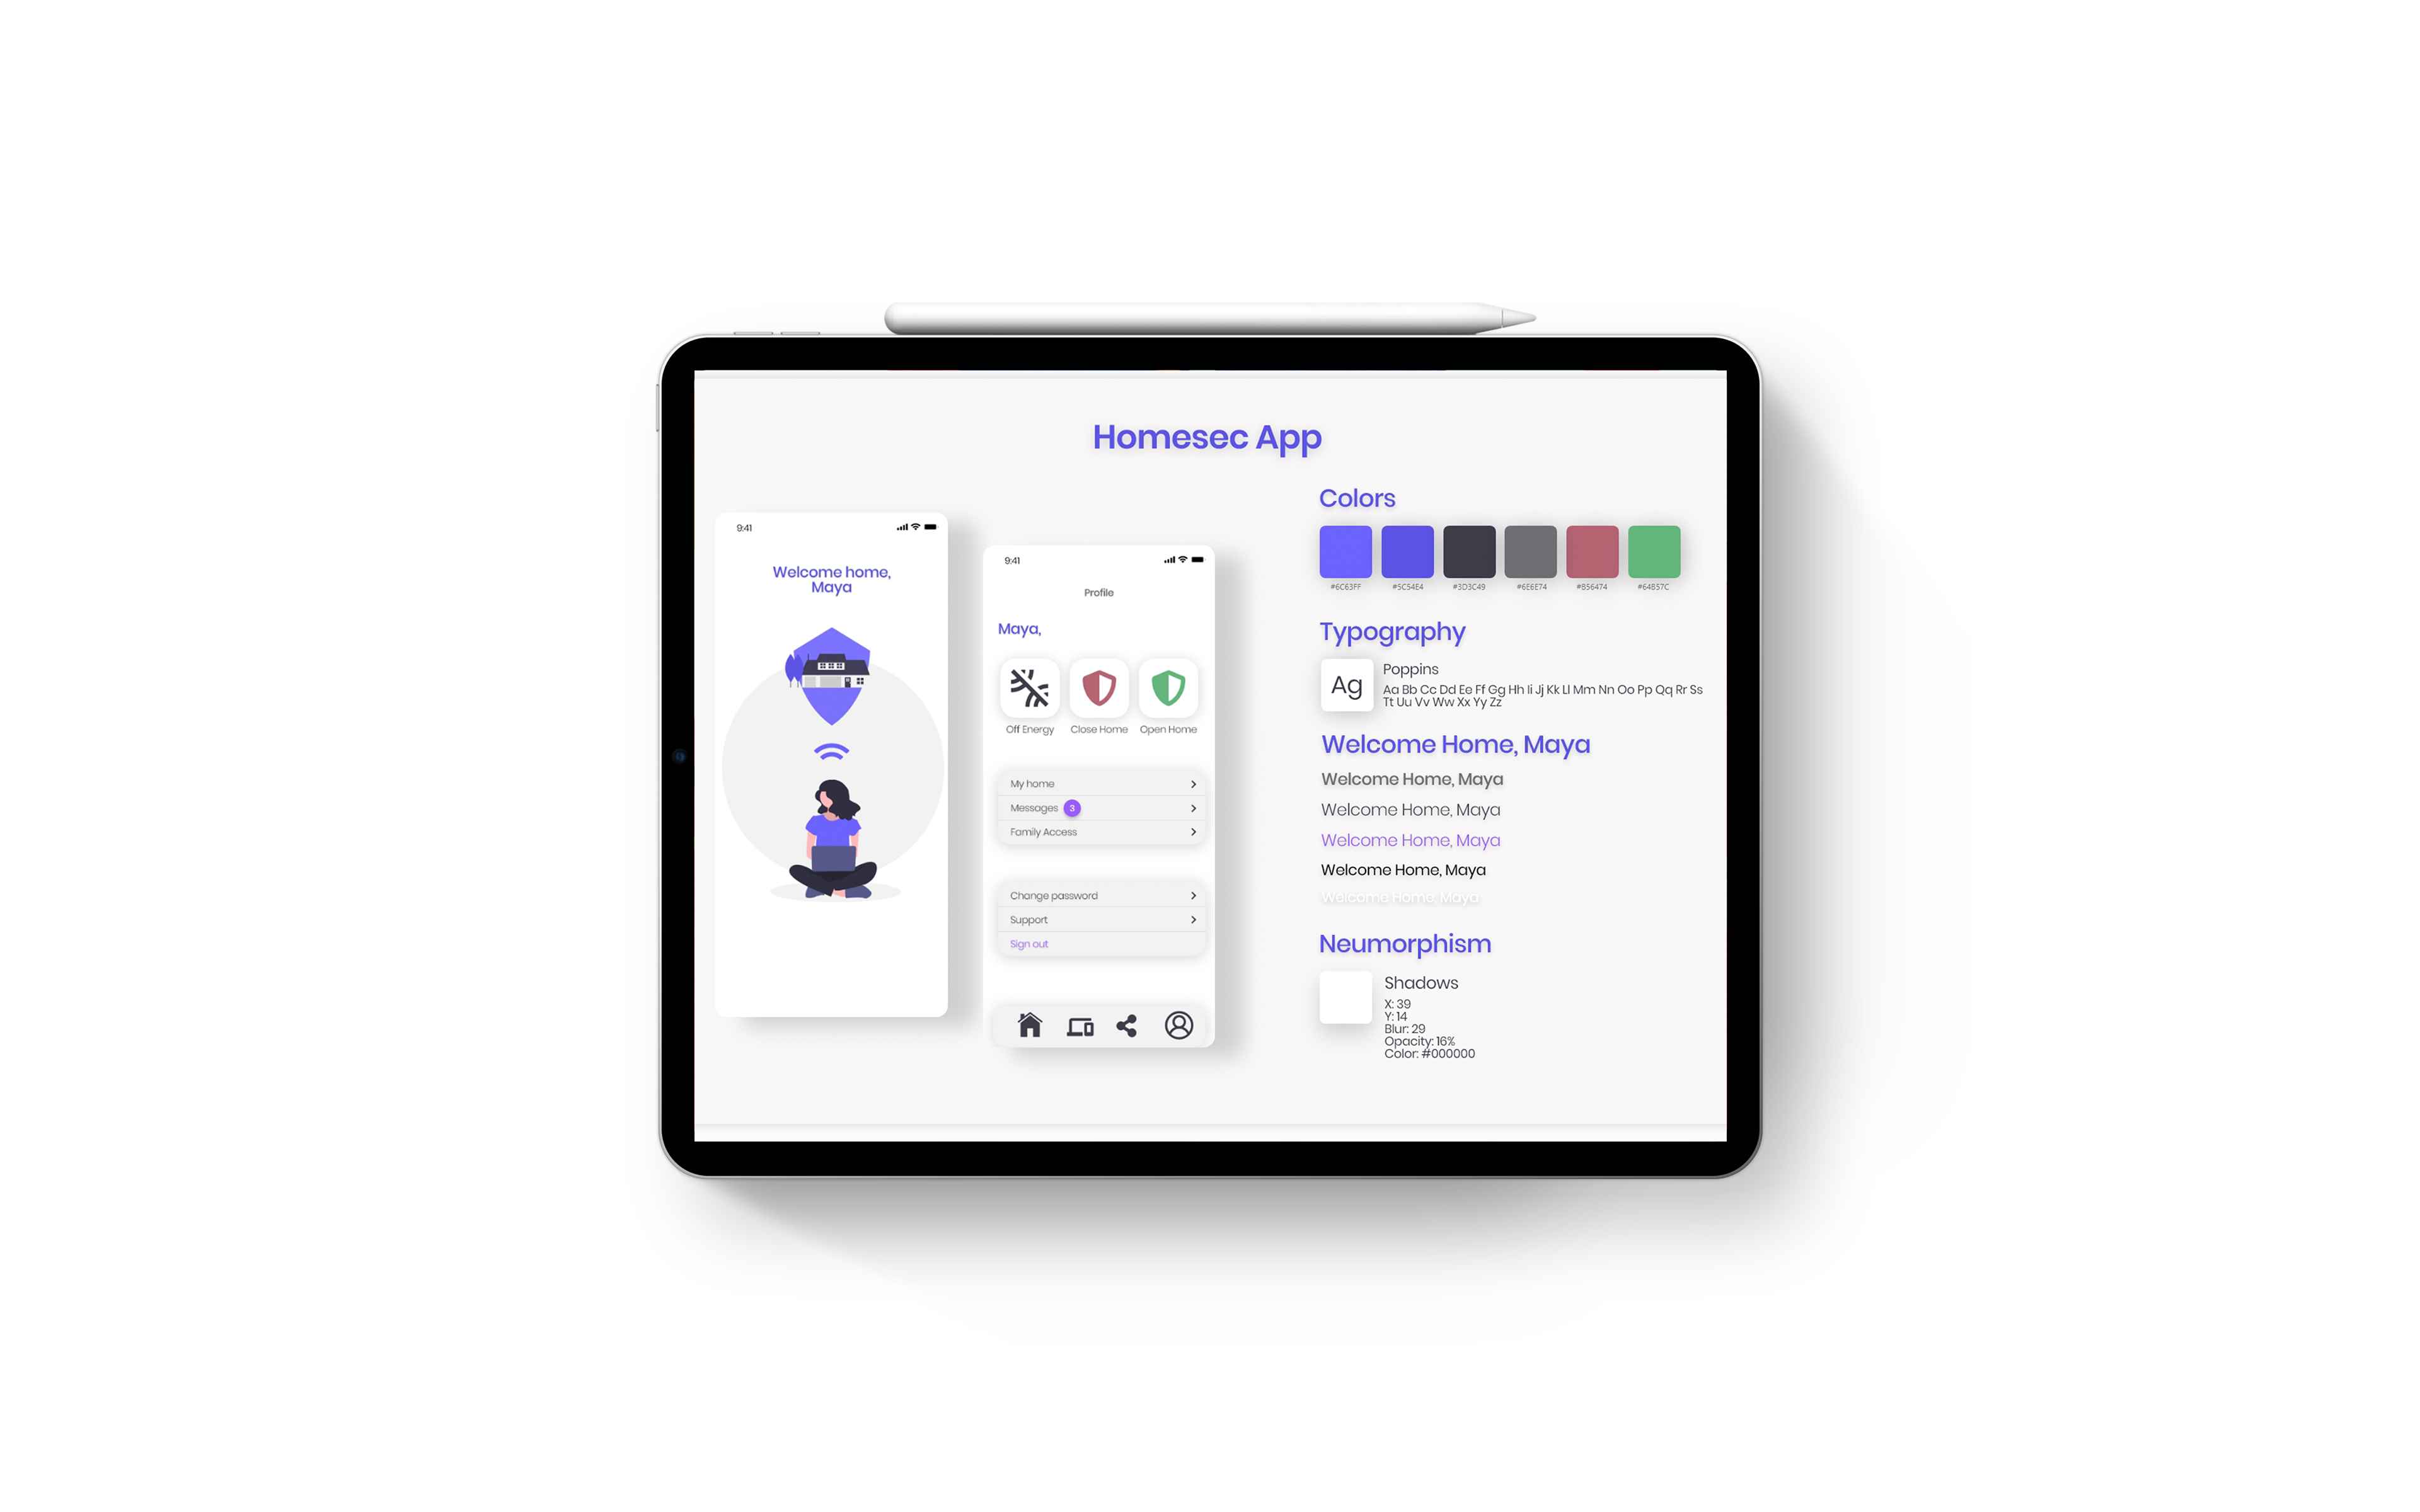 Homesec App
9:41
Welcome home,
Maya
9:41
Profile
Maya,
Off Energy
Close Home
Open Home
My home
Messages 3
Family Access
Change password
Support
Sign out
Colors
#6C63FF
#5C54E4
#3D3C49
#6E6E74
#B56474
#64B57C
Typography
Ag
Poppins
Aa Bb Cc Dd Ee Ff Gg Hh Ii Jj Kk Ll Mm Nn Oo Pp Qq Rr Ss
Tt Uu Vv Ww Xx Yy Zz
Welcome Home, Maya
Welcome Home, Maya
Welcome Home, Maya
Welcome Home, Maya
Welcome Home, Maya
Welcome Home, Maya
Neumorphism
Shadows
X: 39
Y: 14
Blur: 29
Opacity: 16%
Color: #000000